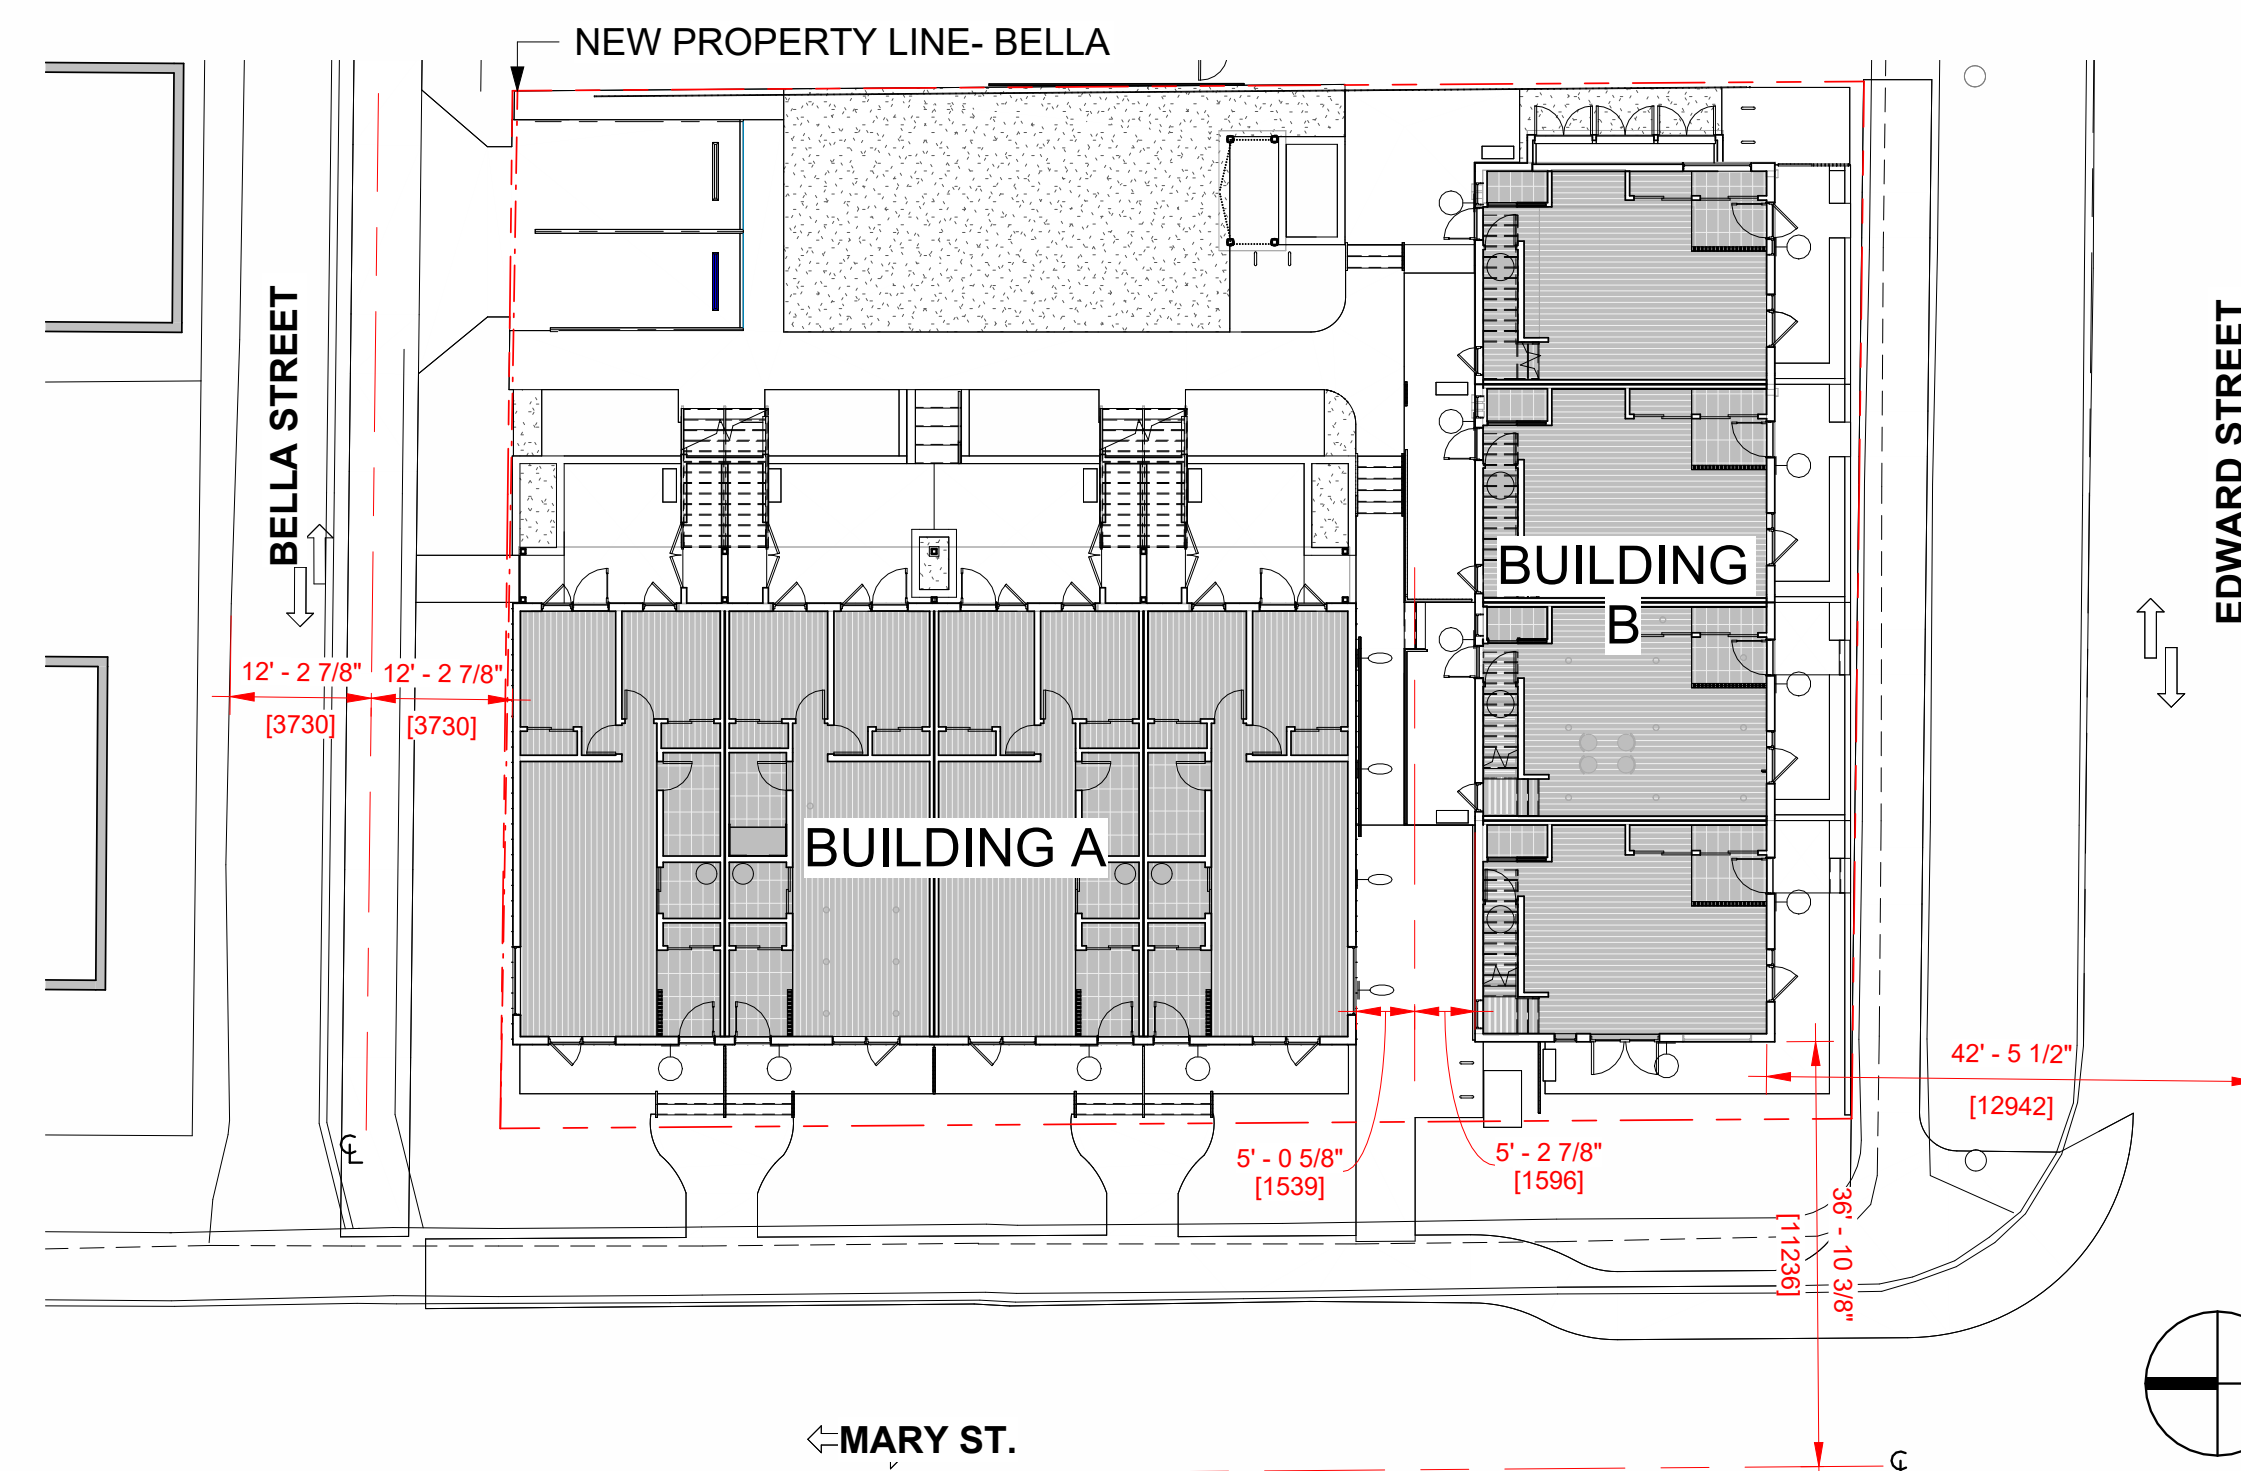 NEW PROPERTY LINE- BELLA
BELLA STREET
EDWARD STREET
BUILDING
B
12' - 2 7/8"
12' - 2 7/8"
[3730]
[3730]
BUILDING A
42' - 5 1/2"
[12942]
5' - 0 5/8"
[1539]
5' - 2 7/8"
[1596]
36' - 10 3/8"
[11236]
MARY ST.